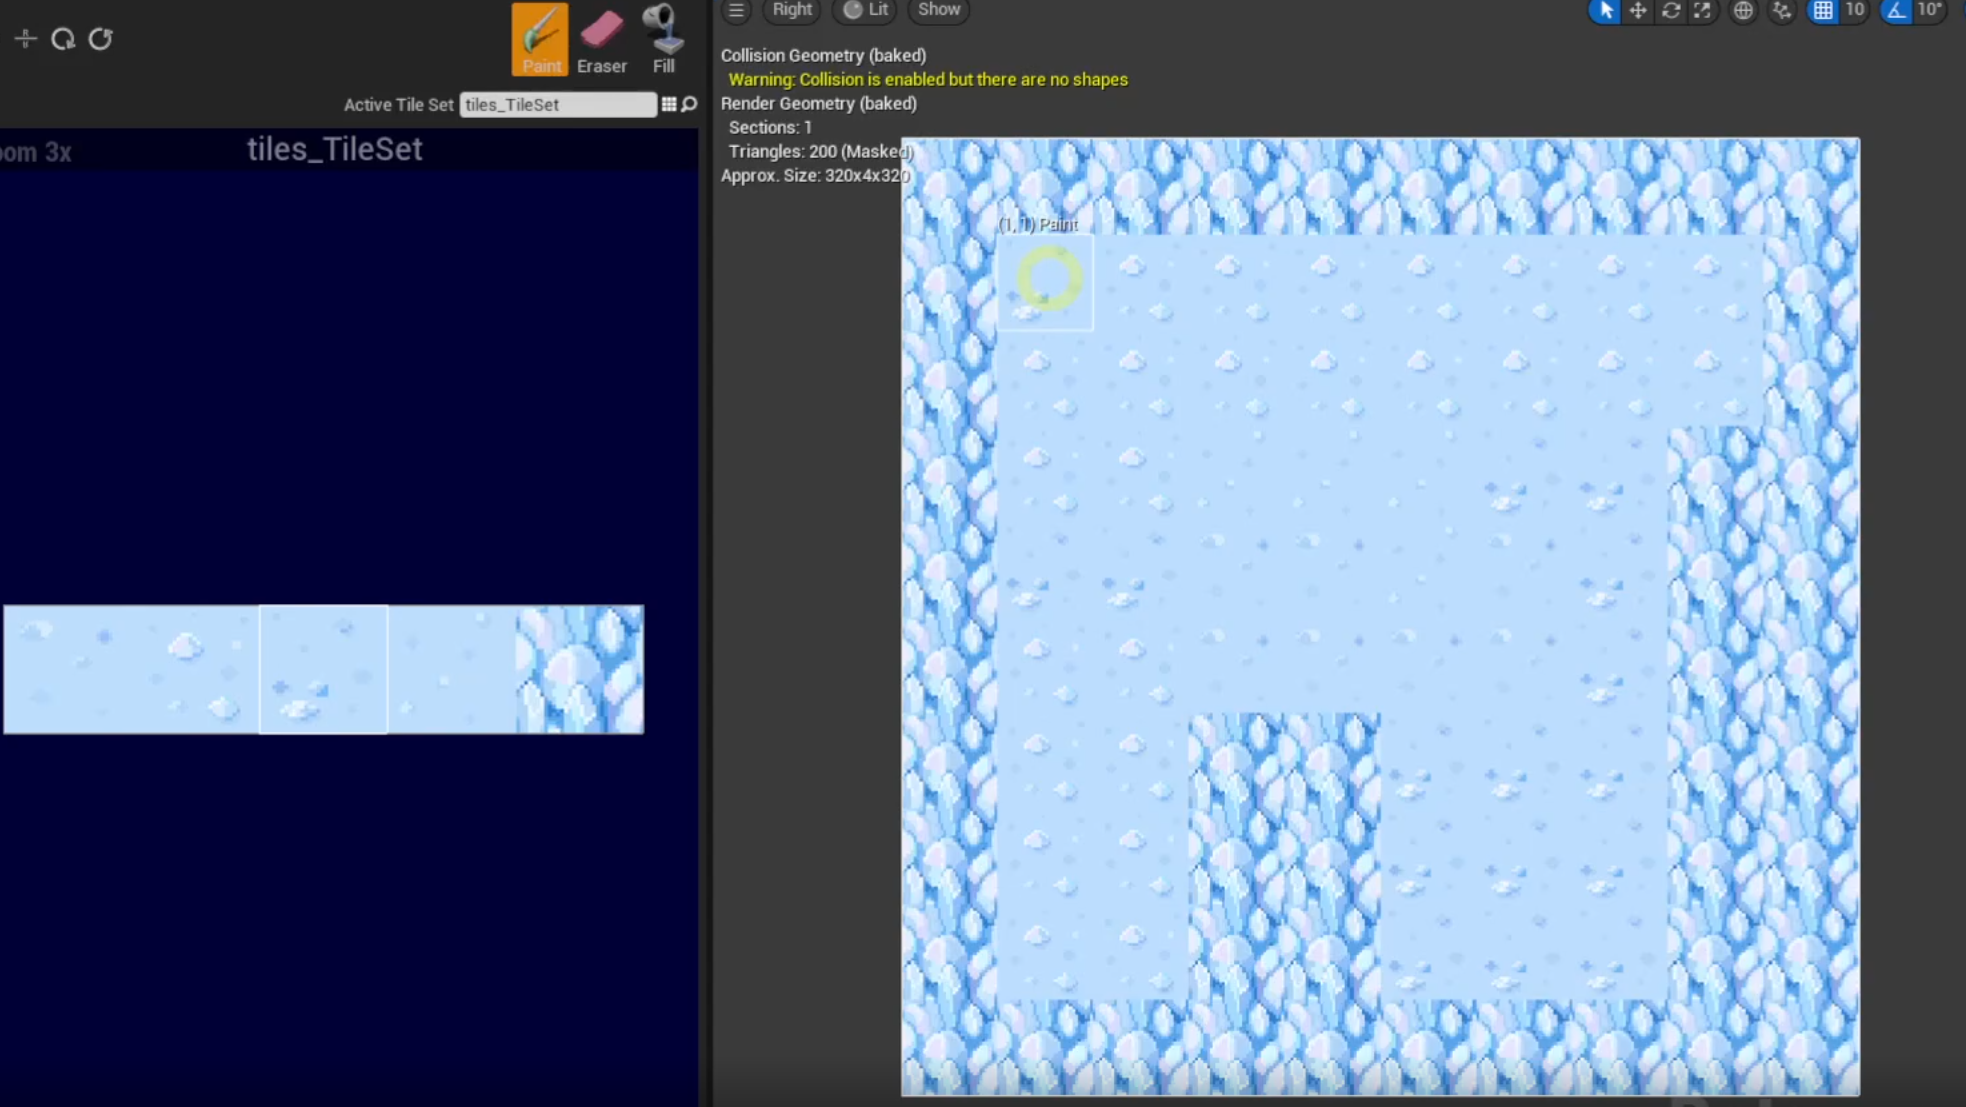 Right
Lit
Show
10
10°
Paint
Eraser
Fill
Active Tile Set
tiles_TileSet
oom 3x
tiles_TileSet
Collision Geometry (baked)
Warning: Collision is enabled but there are no shapes
Render Geometry (baked)
Sections: 1
Triangles: 200 (Masked)
Approx. Size: 320x4x320
(1, 1) Paint